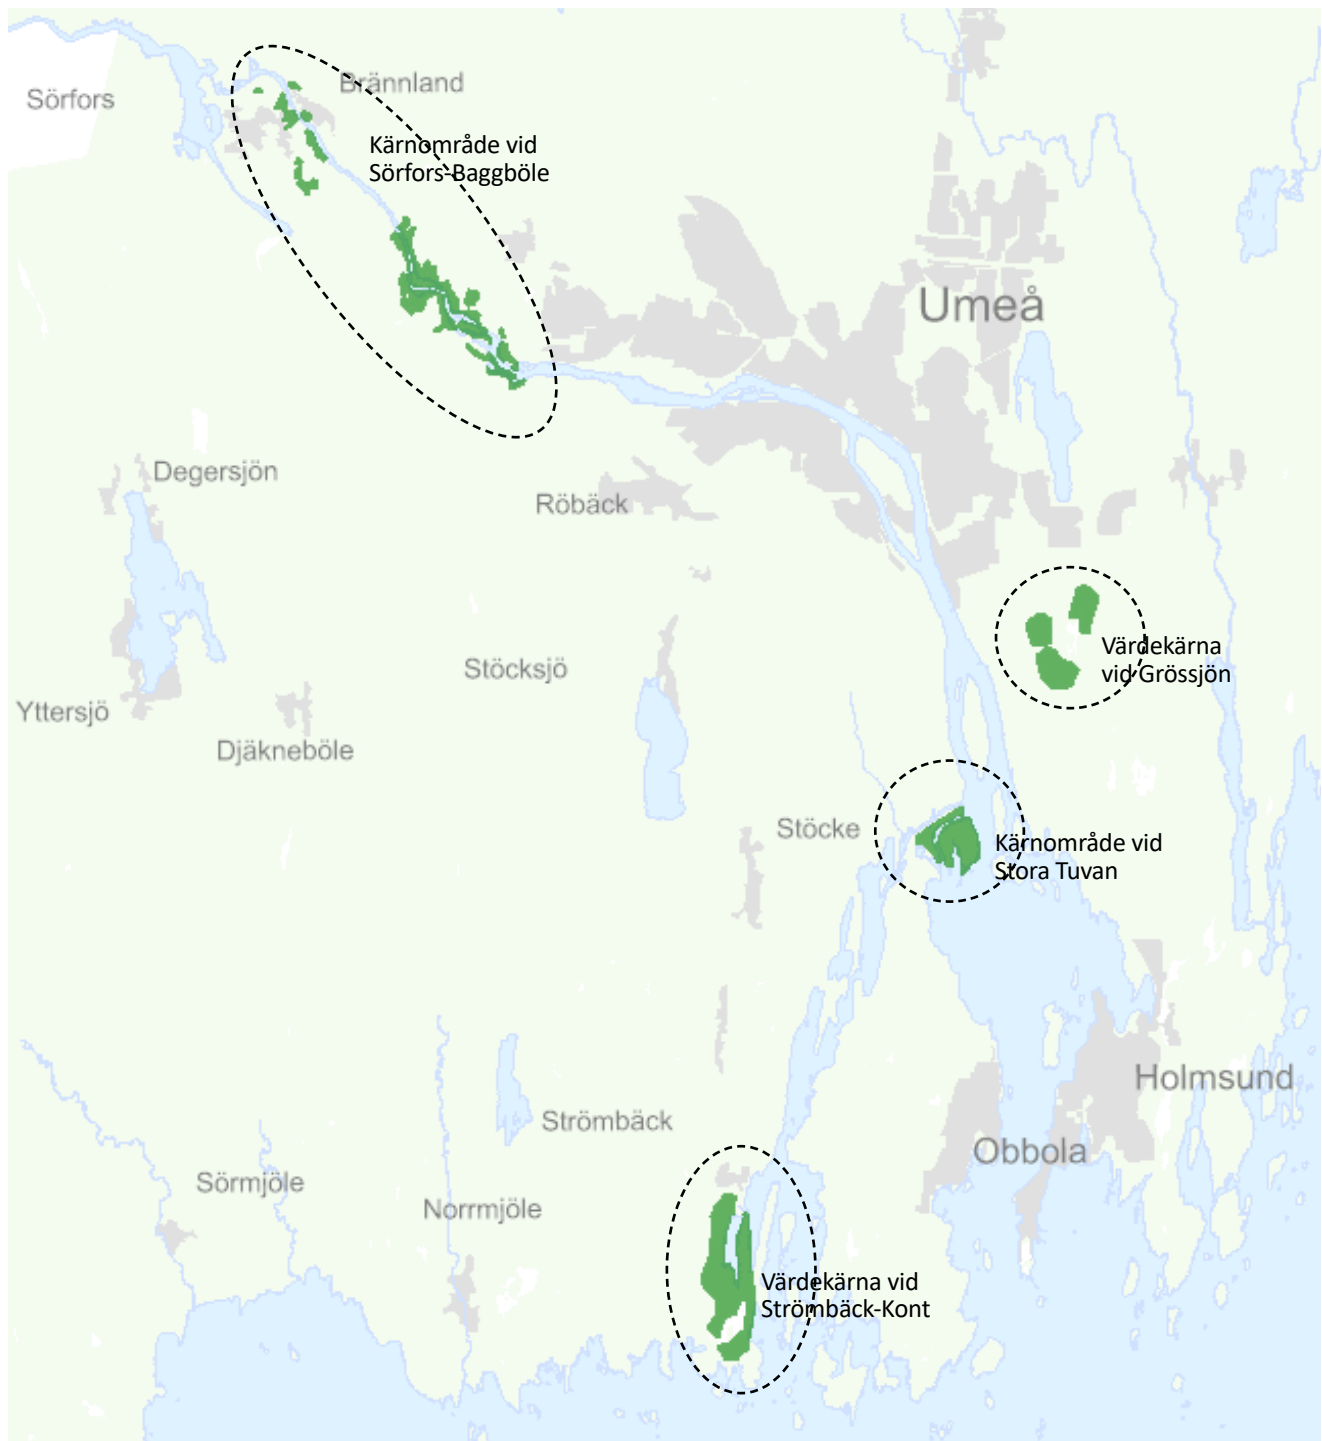 Brännland
Sörfors
Kärnområde vid
Sörfors-Baggböle
Umeå
Degersjön
Röbäck
Värdekärna
vid Grössjön
Stöcksjö
Yttersjö
Djäkneböle
Stöcke
Kärnområde vid
Stora Tuvan
Holmsund
Strömbäck
Obbola
Sörmjöle
Norrmjöle
Värdekärna vid
Strömbäck-Kont